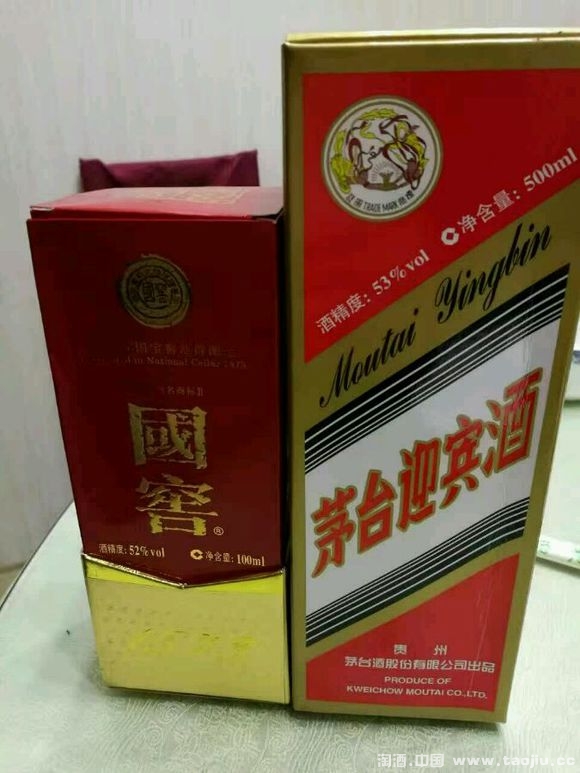 國窖
國
窖
®
酒精度: 52%vol
净含量: 100ml
TRADE MARK
酒精度: 53%vol
净含量: 500ml
Moutai Yingbin
茅台迎宾酒
贵州
茅台酒股份有限公司出品
PRODUCE OF
KWEICHOW MOUTAI CO., LTD.
淘酒.中国 www.taojiu.cc